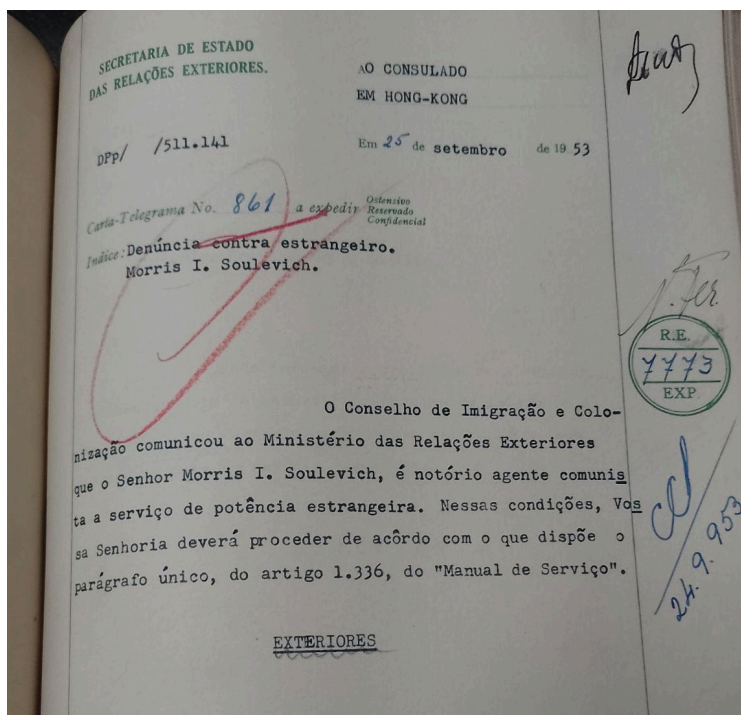 SECRETARIA DE ESTADO
DAS RELAÇÕES EXTERIORES.
AO CONSULADO
EM HONG-KONG
DPp/ /511.141
Em 25 de setembro de 1953
Carta-Telegrama No. 861 a expedir
Ostensivo
Reservado
Confidencial
Indice: Denúncia contra estrangeiro.
Morris I. Soulevich.
R.E.
7773
EXP.
O Conselho de Imigração e Colo-
nização comunicou ao Ministério das Relações Exteriores
que o Senhor Morris I. Soulevich, é notório agente comunis
ta a serviço de potência estrangeira. Nessas condições, Vos
sa Senhoria deverá proceder de acôrdo com o que dispõe o
parágrafo único, do artigo 1.336, do "Manual de Serviço".
24.9.953
EXTERIORES